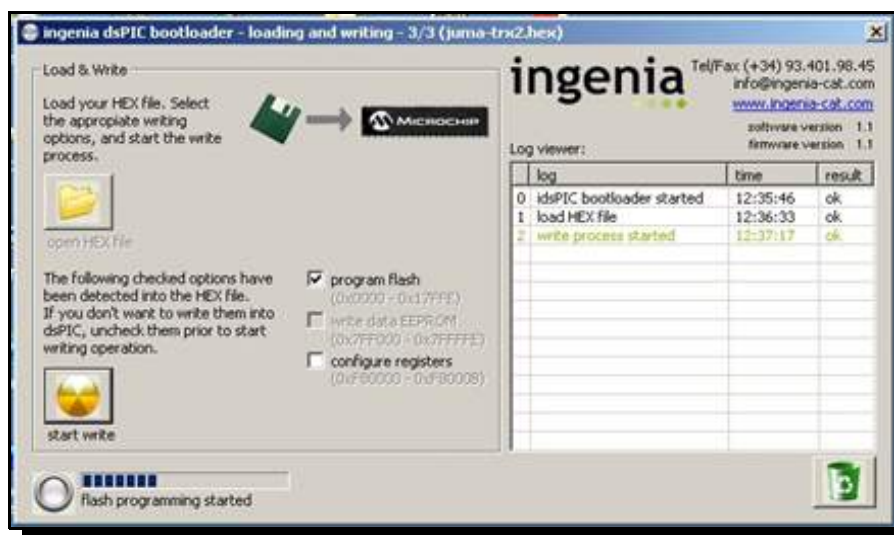 ingenia dsPIC bootloader - loading and writing - 3/3 (juma-trx2.hex)
Load & Write
Load your HEX file. Select
the appropiate writing
options, and start the write
process.
MICROCHIP
open HEX file
The following checked options have
been detected into the HEX file.
If you don't want to write them into
dsPIC, uncheck them prior to start
writing operation.
program flash
(0x0000 - 0x17FFE)
write data EEPROM
(0x7FF000 - 0x7FFFFE)
configure registers
(0xF80000 - 0xF80008)
start write
flash programming started
ingenia
Tel/Fax (+34) 93.401.98.45
info@ingenia-cat.com
www.ingenia-cat.com
software version 1.1
firmware version 1.1
Log viewer:
log time result
0 idsPIC bootloader started 12:35:46 ok
1 load HEX file 12:36:33 ok
2 write process started 12:37:17 ok